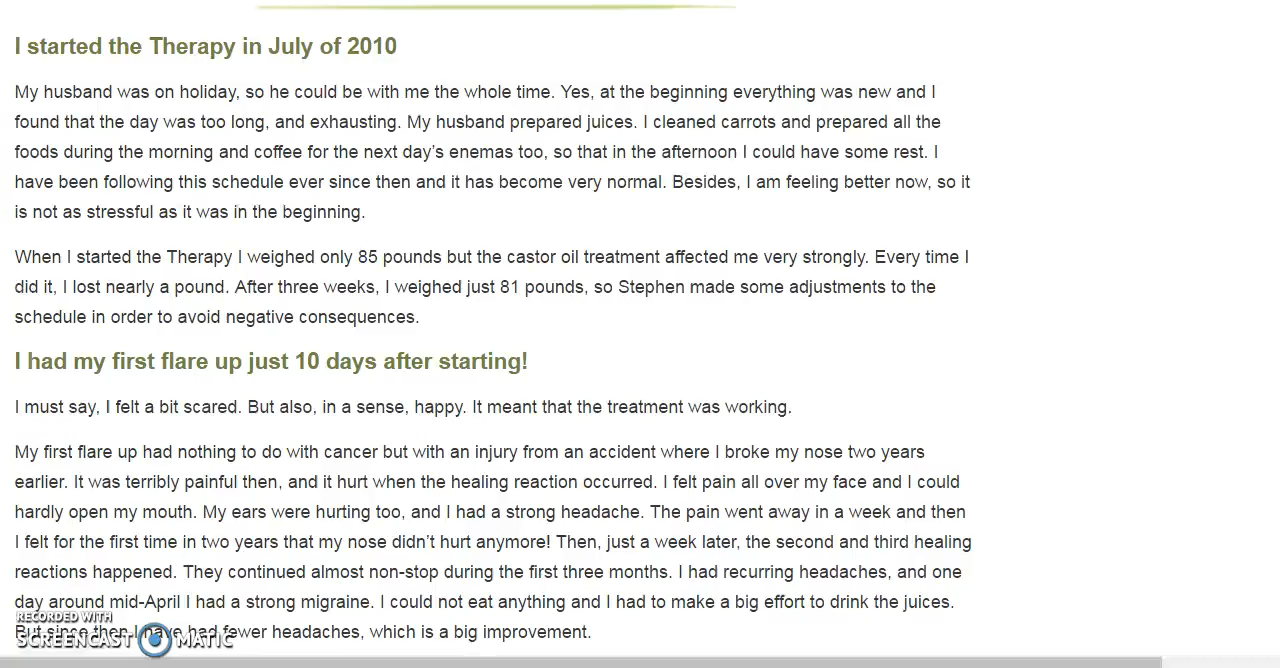 I started the Therapy in July of 2010
My husband was on holiday, so he could be with me the whole time. Yes, at the beginning everything was new and I
found that the day was too long, and exhausting. My husband prepared juices. I cleaned carrots and prepared all the
foods during the morning and coffee for the next day’s enemas too, so that in the afternoon I could have some rest. I
have been following this schedule ever since then and it has become very normal. Besides, I am feeling better now, so it
is not as stressful as it was in the beginning.
When I started the Therapy I weighed only 85 pounds but the castor oil treatment affected me very strongly. Every time I
did it, I lost nearly a pound. After three weeks, I weighed just 81 pounds, so Stephen made some adjustments to the
schedule in order to avoid negative consequences.
I had my first flare up just 10 days after starting!
I must say, I felt a bit scared. But also, in a sense, happy. It meant that the treatment was working.
My first flare up had nothing to do with cancer but with an injury from an accident where I broke my nose two years
earlier. It was terribly painful then, and it hurt when the healing reaction occurred. I felt pain all over my face and I could
hardly open my mouth. My ears were hurting too, and I had a strong headache. The pain went away in a week and then
I felt for the first time in two years that my nose didn’t hurt anymore! Then, just a week later, the second and third healing
reactions happened. They continued almost non-stop during the first three months. I had recurring headaches, and one
day around mid-April I had a strong migraine. I could not eat anything and I had to make a big effort to drink the juices.
RECORDED WITH
But since then I have had fewer headaches, which is a big improvement.
SCREENCAST MATIC